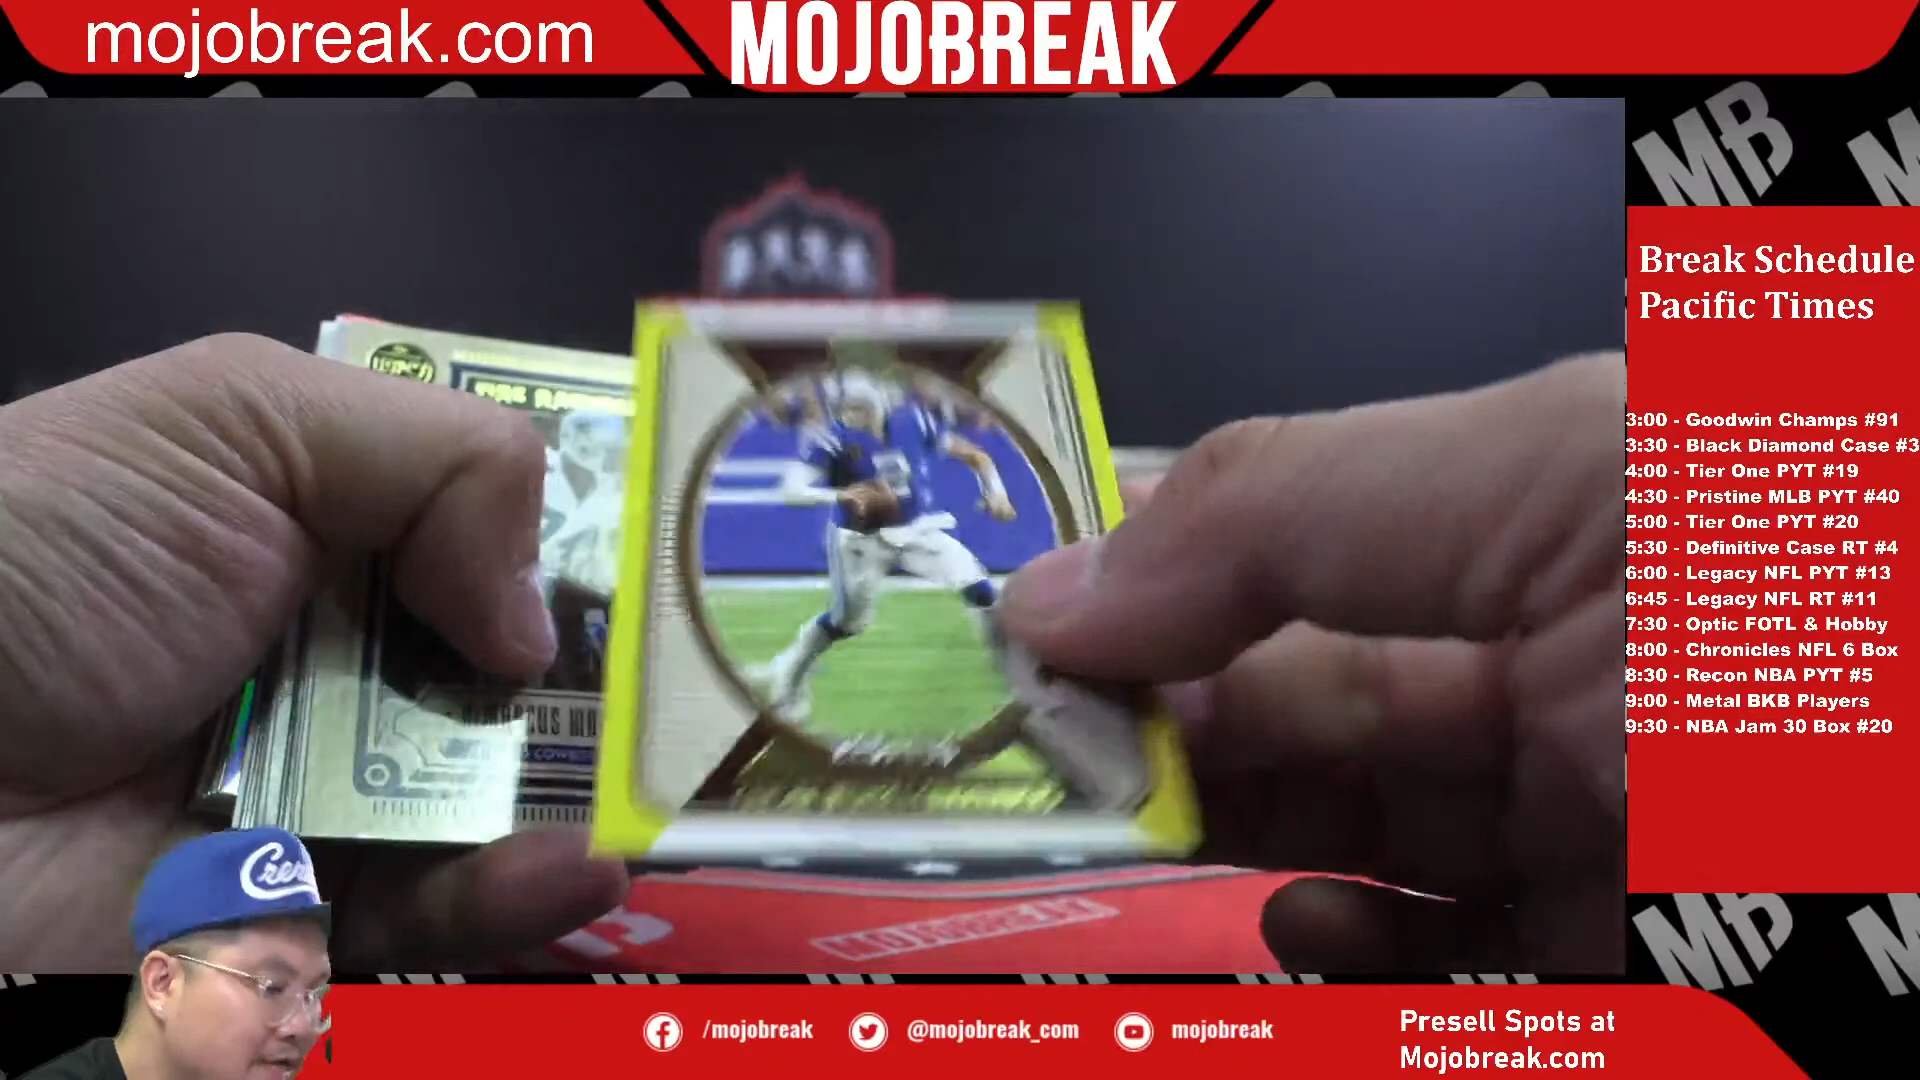 mojobreak.com
MOJOBREAK
Break Schedule
Pacific Times
3:00 - Goodwin Champs #91
3:30 - Black Diamond Case #3
4:00 - Tier One PYT #19
4:30 - Pristine MLB PYT #40
5:00 - Tier One PYT #20
5:30 - Definitive Case RT #4
6:00 - Legacy NFL PYT #13
6:45 - Legacy NFL RT #11
7:30 - Optic FOTL & Hobby
8:00 - Chronicles NFL 6 Box
8:30 - Recon NBA PYT #5
9:00 - Metal BKB Players
9:30 - NBA Jam 30 Box #20
MB
MB
MOJOBREAK
/mojobreak
@mojobreak_com
mojobreak
Presell Spots at
Mojobreak.com